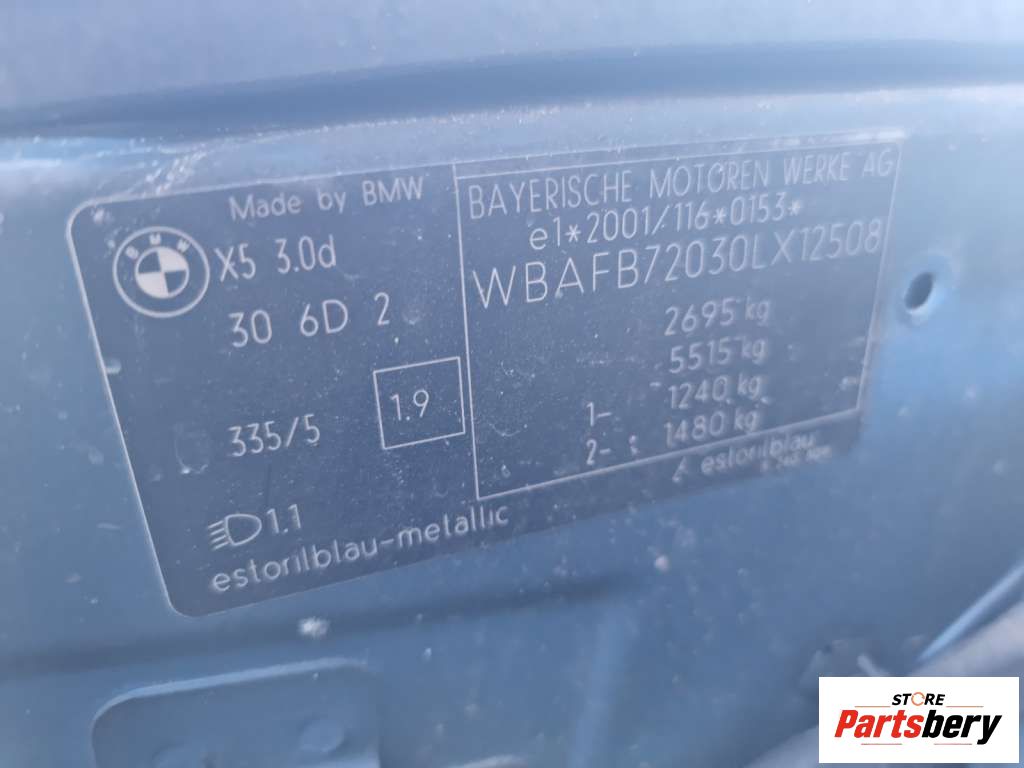 Made by BMW
BMW
X5 3.0d
30 6D 2
335/5
1.9
1.1
estorilblau-metallic
BAYERISCHE MOTOREN WERKE AG
e1*2001/116*0153*
WBAFB72030LX12508
2695 kg
5515 kg
1- 1240 kg
2- 1480 kg
estorilblau
STORE
Partsbery